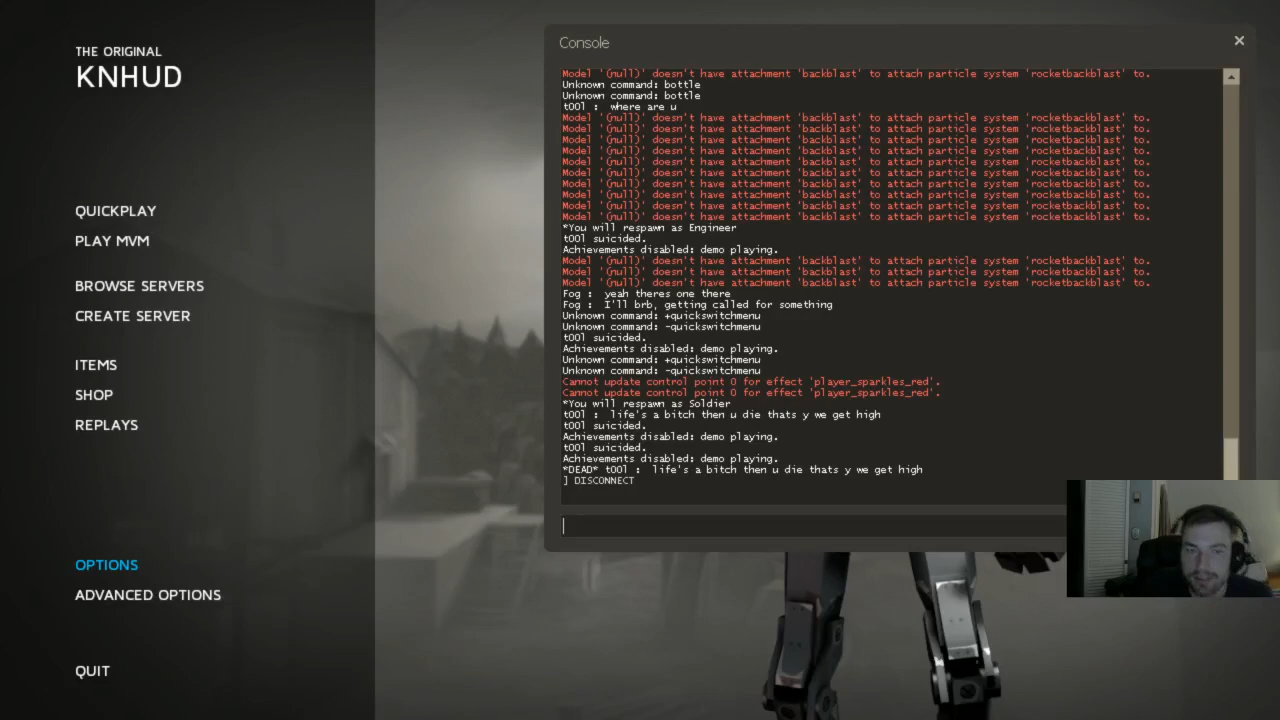 THE ORIGINAL
KNHUD
QUICKPLAY
PLAY MVM
BROWSE SERVERS
CREATE SERVER
ITEMS
SHOP
REPLAYS
OPTIONS
ADVANCED OPTIONS
QUIT
Console
Model '(null)' doesn't have attachment 'backblast' to attach particle system 'rocketbackblast' to.
Unknown command: bottle
Unknown command: bottle
t00l :  where are u
Model '(null)' doesn't have attachment 'backblast' to attach particle system 'rocketbackblast' to.
Model '(null)' doesn't have attachment 'backblast' to attach particle system 'rocketbackblast' to.
Model '(null)' doesn't have attachment 'backblast' to attach particle system 'rocketbackblast' to.
Model '(null)' doesn't have attachment 'backblast' to attach particle system 'rocketbackblast' to.
Model '(null)' doesn't have attachment 'backblast' to attach particle system 'rocketbackblast' to.
Model '(null)' doesn't have attachment 'backblast' to attach particle system 'rocketbackblast' to.
Model '(null)' doesn't have attachment 'backblast' to attach particle system 'rocketbackblast' to.
Model '(null)' doesn't have attachment 'backblast' to attach particle system 'rocketbackblast' to.
Model '(null)' doesn't have attachment 'backblast' to attach particle system 'rocketbackblast' to.
Model '(null)' doesn't have attachment 'backblast' to attach particle system 'rocketbackblast' to.
*You will respawn as Engineer
t00l suicided.
Achievements disabled: demo playing.
Model '(null)' doesn't have attachment 'backblast' to attach particle system 'rocketbackblast' to.
Model '(null)' doesn't have attachment 'backblast' to attach particle system 'rocketbackblast' to.
Model '(null)' doesn't have attachment 'backblast' to attach particle system 'rocketbackblast' to.
Fog :  yeah theres one there
Fog :  I'll brb, getting called for something
Unknown command: +quickswitchmenu
Unknown command: -quickswitchmenu
t00l suicided.
Achievements disabled: demo playing.
Unknown command: +quickswitchmenu
Unknown command: -quickswitchmenu
Cannot update control point 0 for effect 'player_sparkles_red'.
Cannot update control point 0 for effect 'player_sparkles_red'.
*You will respawn as Soldier
t00l :  life's a bitch then u die thats y we get high
t00l suicided.
Achievements disabled: demo playing.
t00l suicided.
Achievements disabled: demo playing.
*DEAD* t00l :  life's a bitch then u die thats y we get high
] DISCONNECT